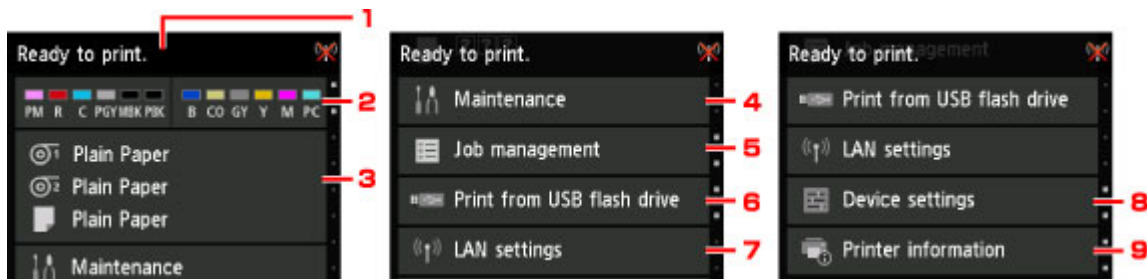 1
Ready to print.
PM R C PGY MBK PBK B CO GY Y M PC
2
Plain Paper
Plain Paper
3
Plain Paper
Maintenance
Ready to print.
Maintenance
4
Job management
5
Print from USB flash drive
6
LAN settings
7
Job management
Ready to print.
Print from USB flash drive
LAN settings
Device settings
8
Printer information
9